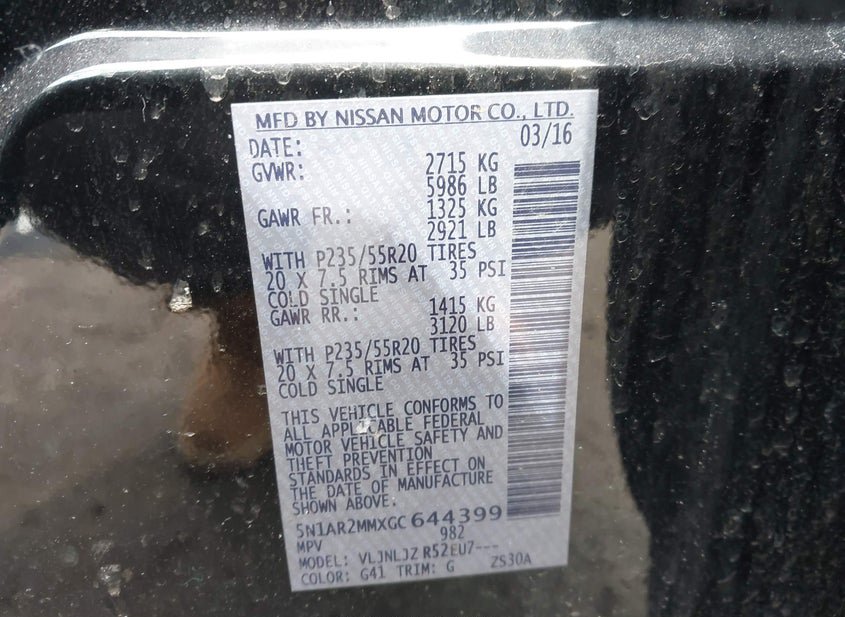 MFD BY NISSAN MOTOR CO., LTD.
DATE: 03/16
GVWR: 2715 KG
5986 LB
GAWR FR.: 1325 KG
2921 LB
WITH P235/55R20 TIRES
20 X 7.5 RIMS AT 35 PSI
COLD SINGLE
GAWR RR.: 1415 KG
3120 LB
WITH P235/55R20 TIRES
20 X 7.5 RIMS AT 35 PSI
COLD SINGLE
THIS VEHICLE CONFORMS TO
ALL APPLICABLE FEDERAL
MOTOR VEHICLE SAFETY AND
THEFT PREVENTION
STANDARDS IN EFFECT ON
THE DATE OF MANUFACTURE
SHOWN ABOVE.
5N1AR2MMXGC644399
MPV 982
MODEL: VLJNLJZ R52EU7---
COLOR: G41 TRIM: G ZS30A